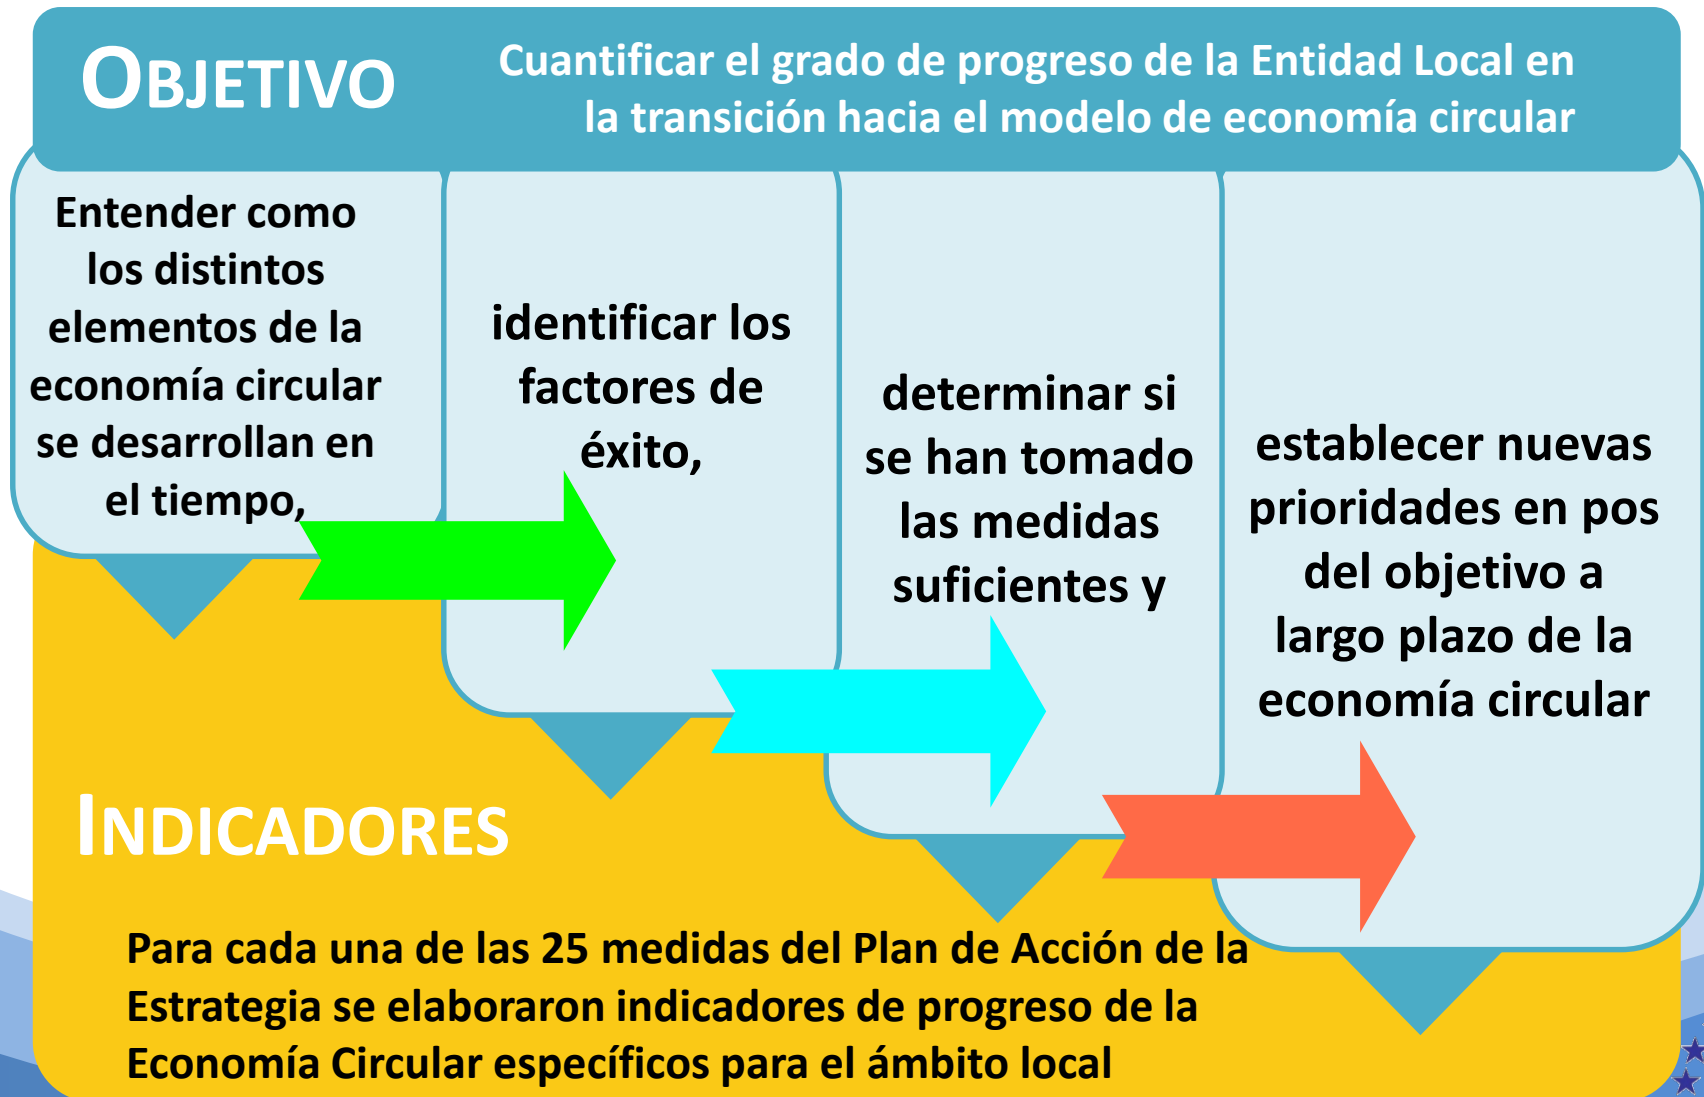 OBJETIVO
Cuantificar el grado de progreso de la Entidad Local en
la transición hacia el modelo de economía circular
Entender como
los distintos
elementos de la
economía circular
se desarrollan en
el tiempo,
identificar los
factores de
éxito,
determinar si
se han tomado
las medidas
suficientes y
establecer nuevas
prioridades en pos
del objetivo a
largo plazo de la
economía circular
INDICADORES
Para cada una de las 25 medidas del Plan de Acción de la
Estrategia se elaboraron indicadores de progreso de la
Economía Circular específicos para el ámbito local